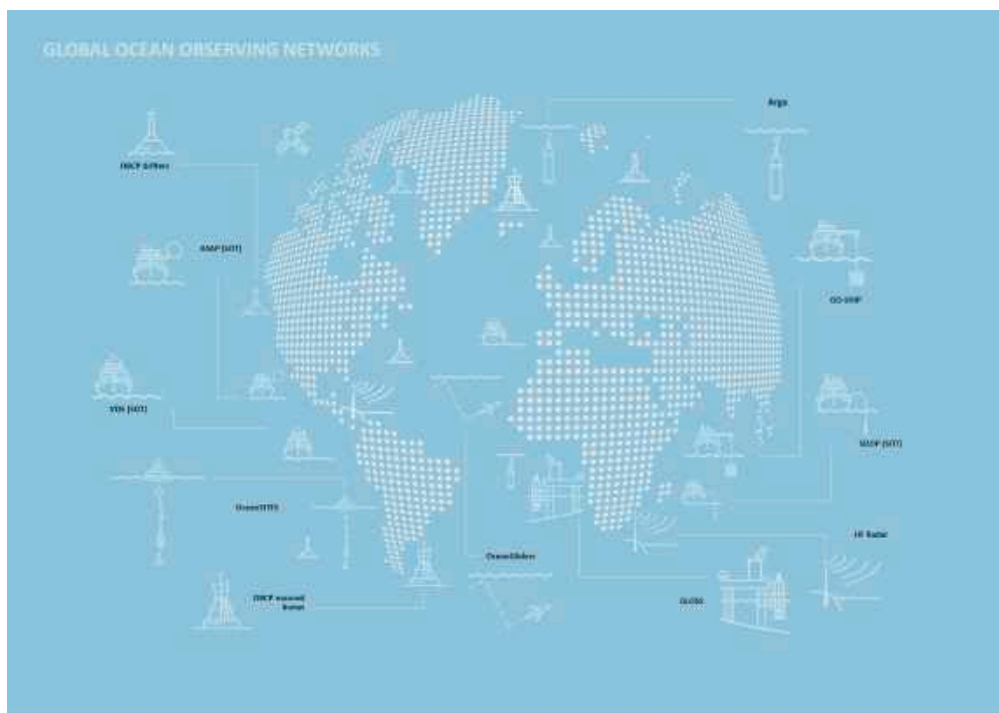 GLOBAL OCEAN OBSERVING NETWORKS
Argo
DBCP drifters
ASAP (SOT)
GO-SHIP
VOS (SOT)
SOOP (SOT)
OceanSITES
HF Radar
OceanGliders
DBCP moored
buoys
GLOSS